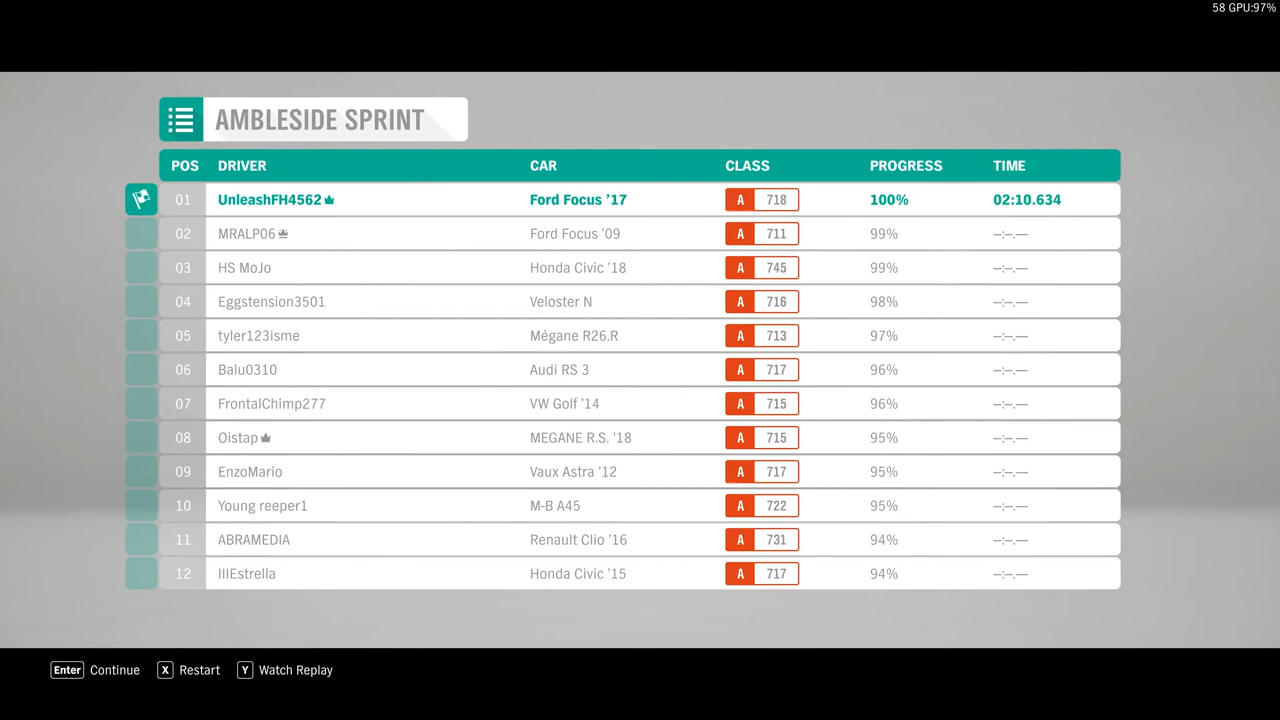 58 GPU:97%
AMBLESIDE SPRINT
POS DRIVER CAR CLASS PROGRESS TIME
01 UnleashFH4562 Ford Focus ’17 A 718 100% 02:10.634
02 MRALP06 Ford Focus ’09 A 711 99% –:–.––
03 HS MoJo Honda Civic ’18 A 745 99% –:–.––
04 Eggstension3501 Veloster N A 716 98% –:–.––
05 tyler123isme Mégane R26.R A 713 97% –:–.––
06 Balu0310 Audi RS 3 A 717 96% –:–.––
07 FrontalChimp277 VW Golf ’14 A 715 96% –:–.––
08 Oistap MEGANE R.S. ’18 A 715 95% –:–.––
09 EnzoMario Vaux Astra ’12 A 717 95% –:–.––
10 Young reeper1 M-B A45 A 722 95% –:–.––
11 ABRAMEDIA Renault Clio ’16 A 731 94% –:–.––
12 IIIEstrella Honda Civic ’15 A 717 94% –:–.––
Enter Continue X Restart Y Watch Replay